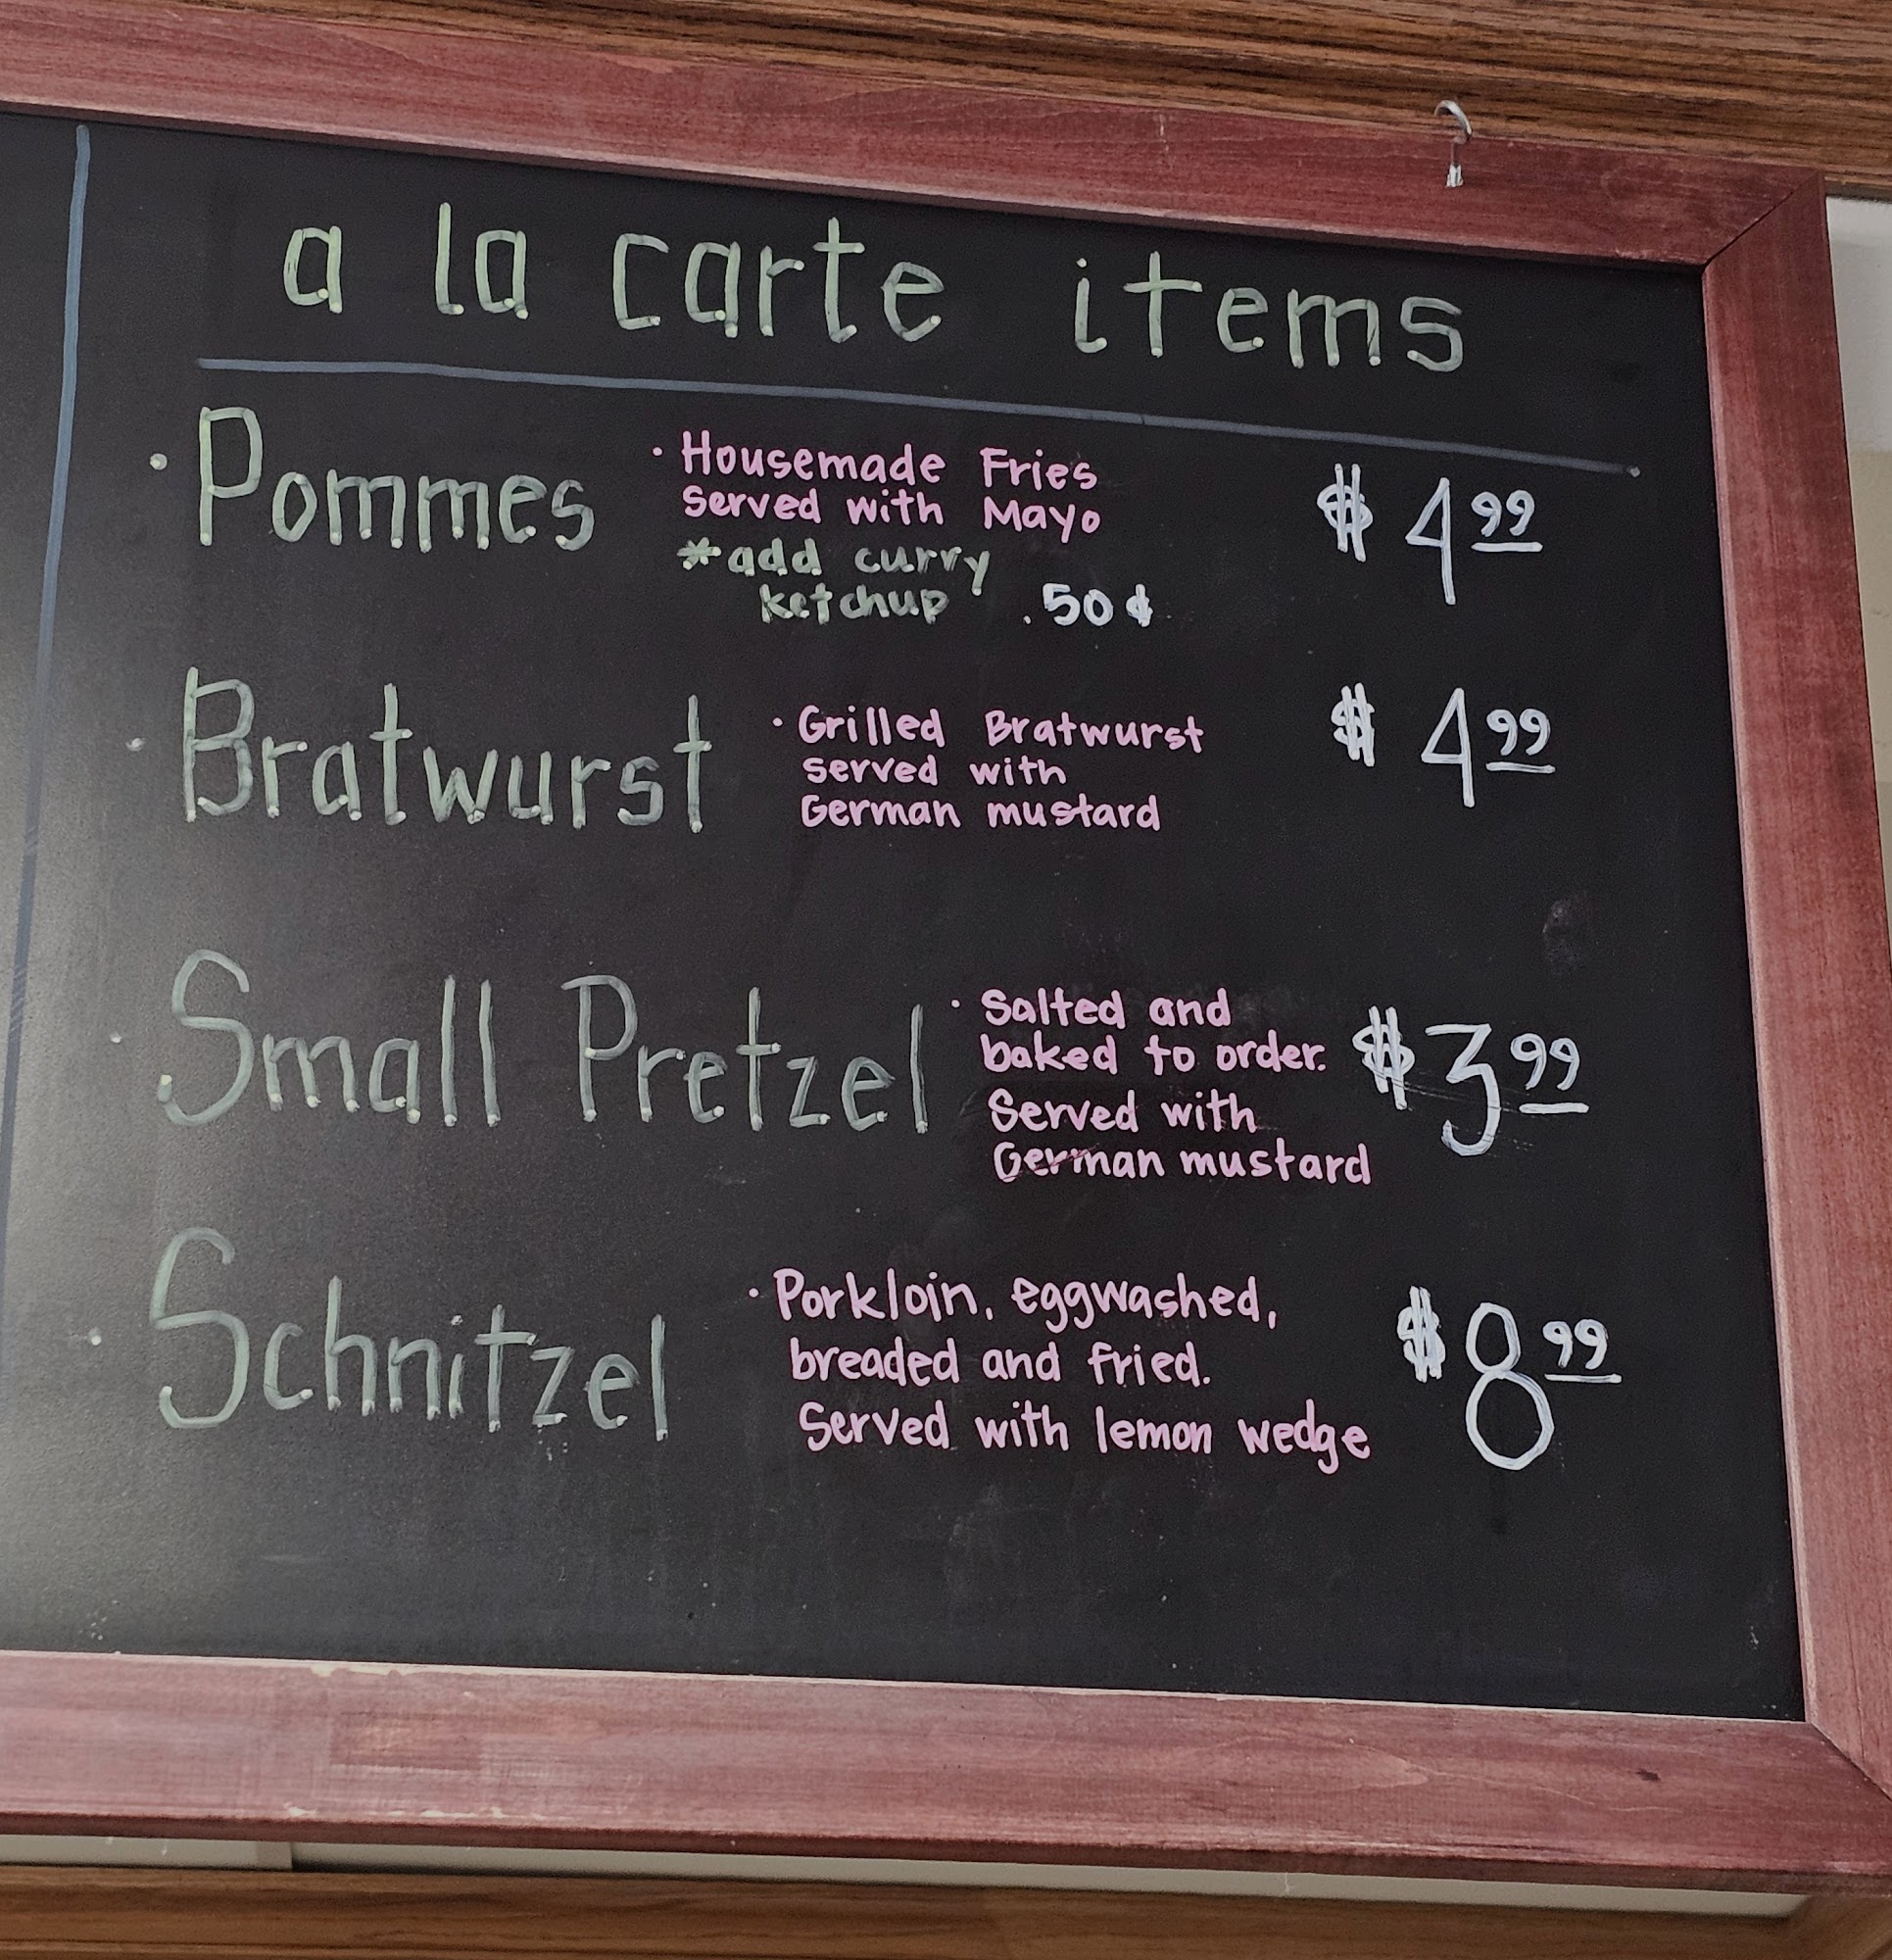 a la carte items
· Pommes
· Housemade Fries
served with Mayo
*add curry
ketchup .50¢
$4.99
· Bratwurst
· Grilled Bratwurst
served with
German mustard
$4.99
· Small Pretzel
· Salted and
baked to order.
Served with
German mustard
$3.99
· Schnitzel
· Porkloin, eggwashed,
breaded and fried.
Served with lemon wedge
$8.99